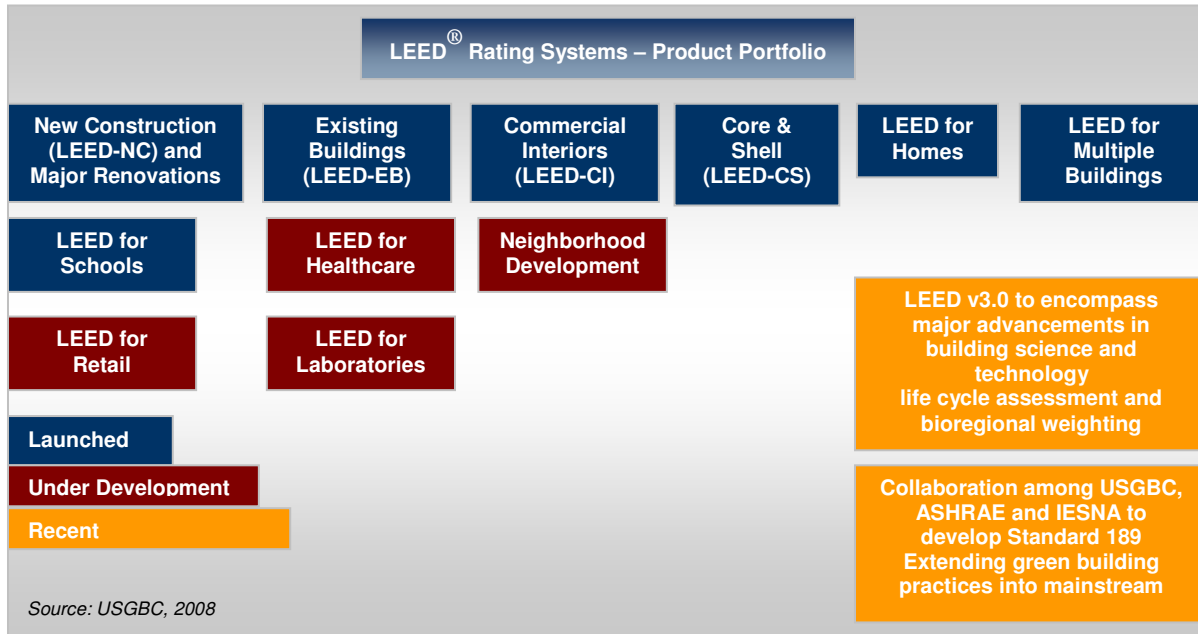 LEED® Rating Systems – Product Portfolio
New Construction
(LEED-NC) and
Major Renovations
Existing
Buildings
(LEED-EB)
Commercial
Interiors
(LEED-CI)
Core &
Shell
(LEED-CS)
LEED for
Homes
LEED for
Multiple
Buildings
LEED for
Schools
LEED for
Healthcare
Neighborhood
Development
LEED for
Retail
LEED for
Laboratories
LEED v3.0 to encompass
major advancements in
building science and
technology
life cycle assessment and
bioregional weighting
Launched
Under Development
Recent
Collaboration among USGBC,
ASHRAE and IESNA to
develop Standard 189
Extending green building
practices into mainstream
Source: USGBC, 2008